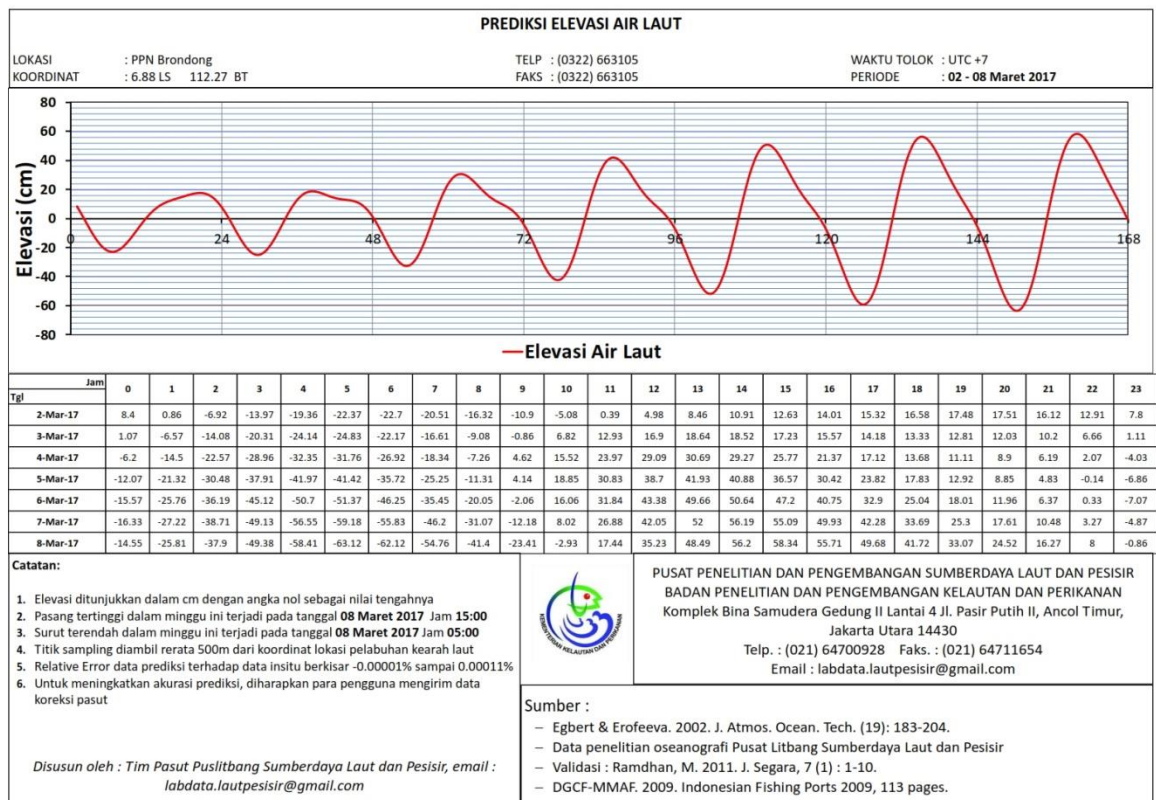 PREDIKSI ELEVASI AIR LAUT
LOKASI : PPN Brondong TELP : (0322) 663105 WAKTU TOLOK : UTC +7
KOORDINAT : 6.88 LS 112.27 BT FAKS : (0322) 663105 PERIODE : 02 - 08 Maret 2017
Elevasi (cm)
80
60
40
20
0
-20
-40
-60
-80
0 24 48 72 96 120 144 168
Elevasi Air Laut
Jam 0 1 2 3 4 5 6 7 8 9 10 11 12 13 14 15 16 17 18 19 20 21 22 23
Tgl
2-Mar-17 8.4 0.86 -6.92 -13.97 -19.36 -22.37 -22.7 -20.51 -16.32 -10.9 -5.08 0.39 4.98 8.46 10.91 12.63 14.01 15.32 16.58 17.48 17.51 16.12 12.91 7.8
3-Mar-17 1.07 -6.57 -14.08 -20.31 -24.14 -24.83 -22.17 -16.61 -9.08 -0.86 6.82 12.93 16.9 18.64 18.52 17.23 15.57 14.18 13.33 12.81 12.03 10.2 6.66 1.11
4-Mar-17 -6.2 -14.5 -22.57 -28.96 -32.35 -31.76 -26.92 -18.34 -7.26 4.62 15.52 23.97 29.09 30.69 29.27 25.77 21.37 17.12 13.68 11.11 8.9 6.19 2.07 -4.03
5-Mar-17 -12.07 -21.32 -30.48 -37.91 -41.97 -41.42 -35.72 -25.25 -11.31 4.14 18.85 30.83 38.7 41.93 40.88 36.57 30.42 23.82 17.83 12.92 8.85 4.83 -0.14 -6.86
6-Mar-17 -15.57 -25.76 -36.19 -45.12 -50.7 -51.37 -46.25 -35.45 -20.05 -2.06 16.06 31.84 43.38 49.66 50.64 47.2 40.75 32.9 25.04 18.01 11.96 6.37 0.33 -7.07
7-Mar-17 -16.33 -27.22 -38.71 -49.13 -56.55 -59.18 -55.83 -46.2 -31.07 -12.18 8.02 26.88 42.05 52 56.19 55.09 49.93 42.28 33.69 25.3 17.61 10.48 3.27 -4.87
8-Mar-17 -14.55 -25.81 -37.9 -49.38 -58.41 -63.12 -62.12 -54.76 -41.4 -23.41 -2.93 17.44 35.23 48.49 56.2 58.34 55.71 49.68 41.72 33.07 24.52 16.27 8 -0.86
Catatan:
1. Elevasi ditunjukkan dalam cm dengan angka nol sebagai nilai tengahnya
2. Pasang tertinggi dalam minggu ini terjadi pada tanggal 08 Maret 2017 Jam 15:00
3. Surut terendah dalam minggu ini terjadi pada tanggal 08 Maret 2017 Jam 05:00
4. Titik sampling diambil rerata 500m dari koordinat lokasi pelabuhan kearah laut
5. Relative Error data prediksi terhadap data insitu berkisar -0.00001% sampai 0.00011%
6. Untuk meningkatkan akurasi prediksi, diharapkan para pengguna mengirim data
koreksi pasut
Disusun oleh : Tim Pasut Puslitbang Sumberdaya Laut dan Pesisir, email :
labdata.lautpesisir@gmail.com
KEMENTERIAN KELAUTAN DAN PERIKANAN
PUSAT PENELITIAN DAN PENGEMBANGAN SUMBERDAYA LAUT DAN PESISIR
BADAN PENELITIAN DAN PENGEMBANGAN KELAUTAN DAN PERIKANAN
Komplek Bina Samudera Gedung II Lantai 4 Jl. Pasir Putih II, Ancol Timur,
Jakarta Utara 14430
Telp. : (021) 64700928 Faks. : (021) 64711654
Email : labdata.lautpesisir@gmail.com
Sumber :
– Egbert & Erofeeva. 2002. J. Atmos. Ocean. Tech. (19): 183-204.
– Data penelitian oseanografi Pusat Litbang Sumberdaya Laut dan Pesisir
– Validasi : Ramdhan, M. 2011. J. Segara, 7 (1) : 1-10.
– DGCF-MMAF. 2009. Indonesian Fishing Ports 2009, 113 pages.